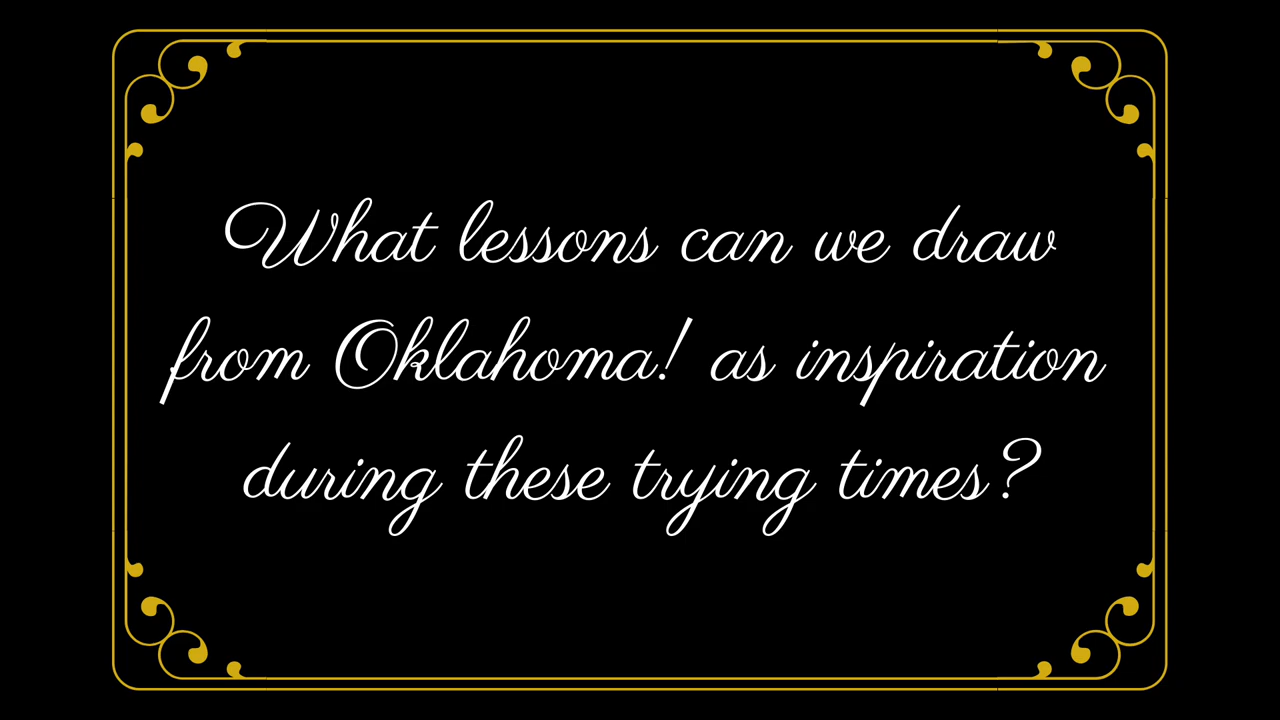 What lessons can we draw
from Oklahoma! as inspiration
during these trying times?